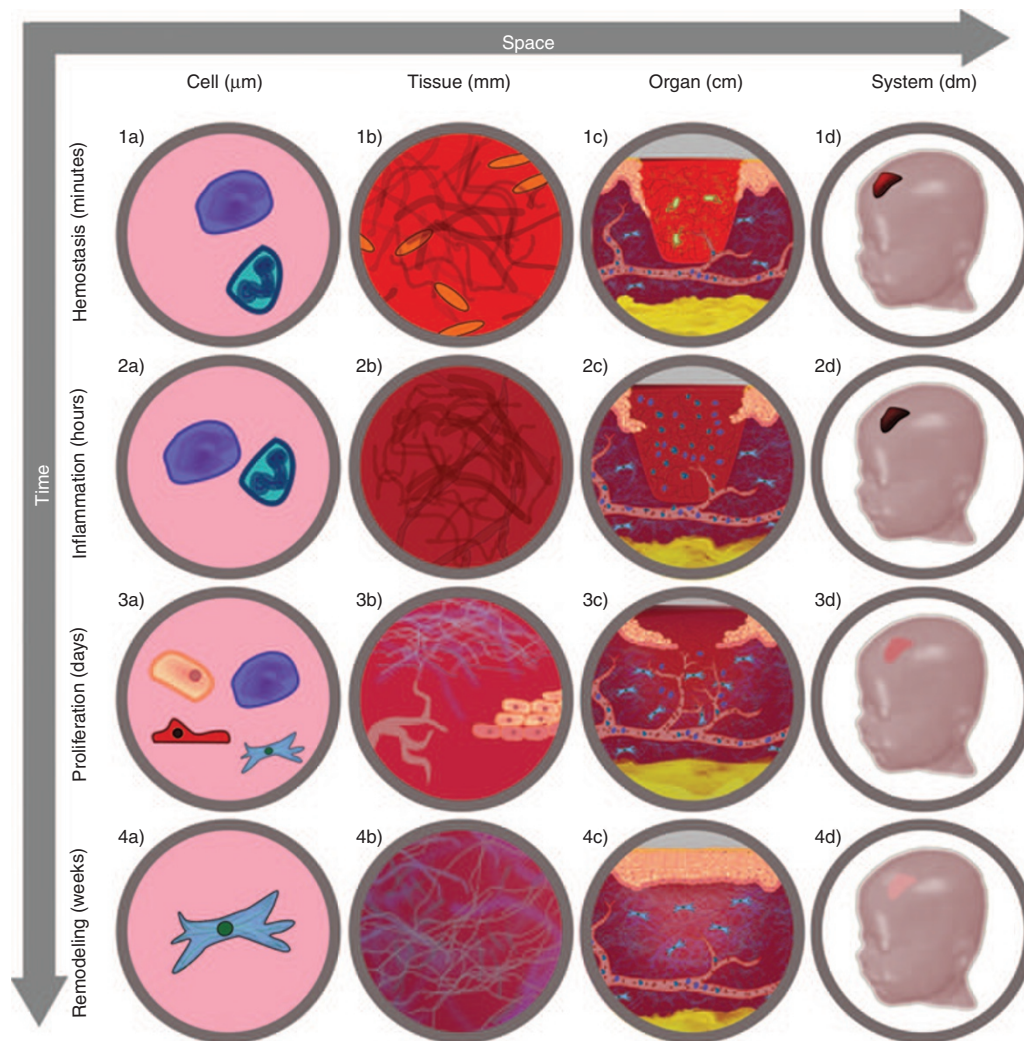 Space
Cell (μm)
Tissue (mm)
Organ (cm)
System (dm)
Time
Hemostasis (minutes)
1a)
1b)
1c)
1d)
Inflammation (hours)
2a)
2b)
2c)
2d)
Proliferation (days)
3a)
3b)
3c)
3d)
Remodeling (weeks)
4a)
4b)
4c)
4d)